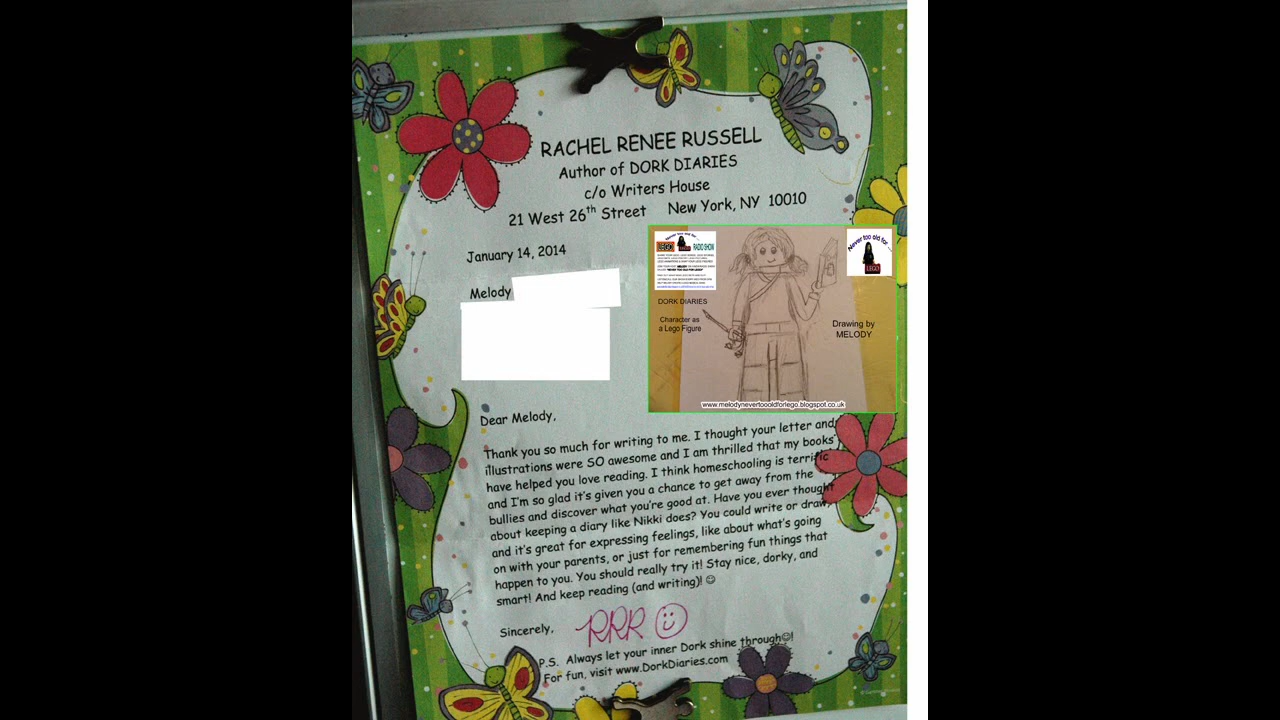 RACHEL RENEE RUSSELL
Author of DORK DIARIES
c/o Writers House
21 West 26th Street New York, NY 10010
January 14, 2014
Melody
Never too old for...
LEGO
RADIO SHOW
DORK DIARIES
Character as
a Lego Figure
Never too old for...
LEGO
Drawing by
MELODY
www.melodynevertoooldforlego.blogspot.co.uk
Dear Melody,
Thank you so much for writing to me. I thought your letter and
illustrations were SO awesome and I am thrilled that my books
have helped you love reading. I think homeschooling is terrific
and I'm so glad it's given you a chance to get away from the
bullies and discover what you're good at. Have you ever thought
about keeping a diary like Nikki does? You could write or draw,
and it's great for expressing feelings, like about what's going
on with your parents, or just for remembering fun things that
happen to you. You should really try it! Stay nice, dorky, and
smart! And keep reading (and writing)! ☺
Sincerely,
RRR ☺
P.S. Always let your inner Dork shine through☺!
For fun, visit www.DorkDiaries.com